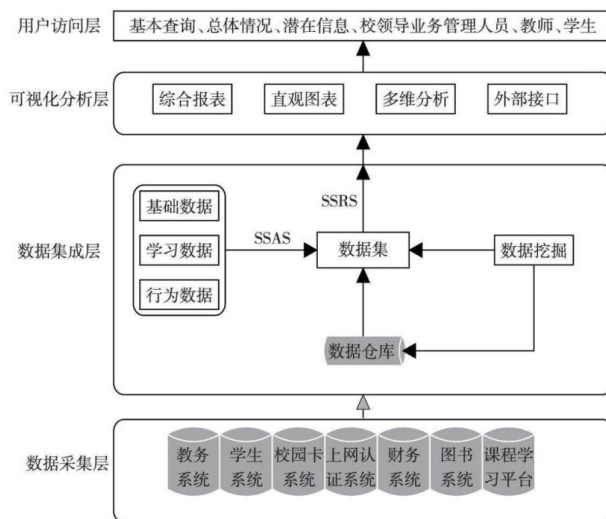 用户访问层
基本查询、总体情况、潜在信息、校领导业务管理人员、教师、学生
可视化分析层
综合报表
直观图表
多维分析
外部接口
数据集成层
基础数据
学习数据
行为数据
SSAS
SSRS
数据集
数据挖掘
数据仓库
数据采集层
教务
系统
学生
系统
校园卡
系统
上网认
证系统
财务
系统
图书
系统
课程学
习平台